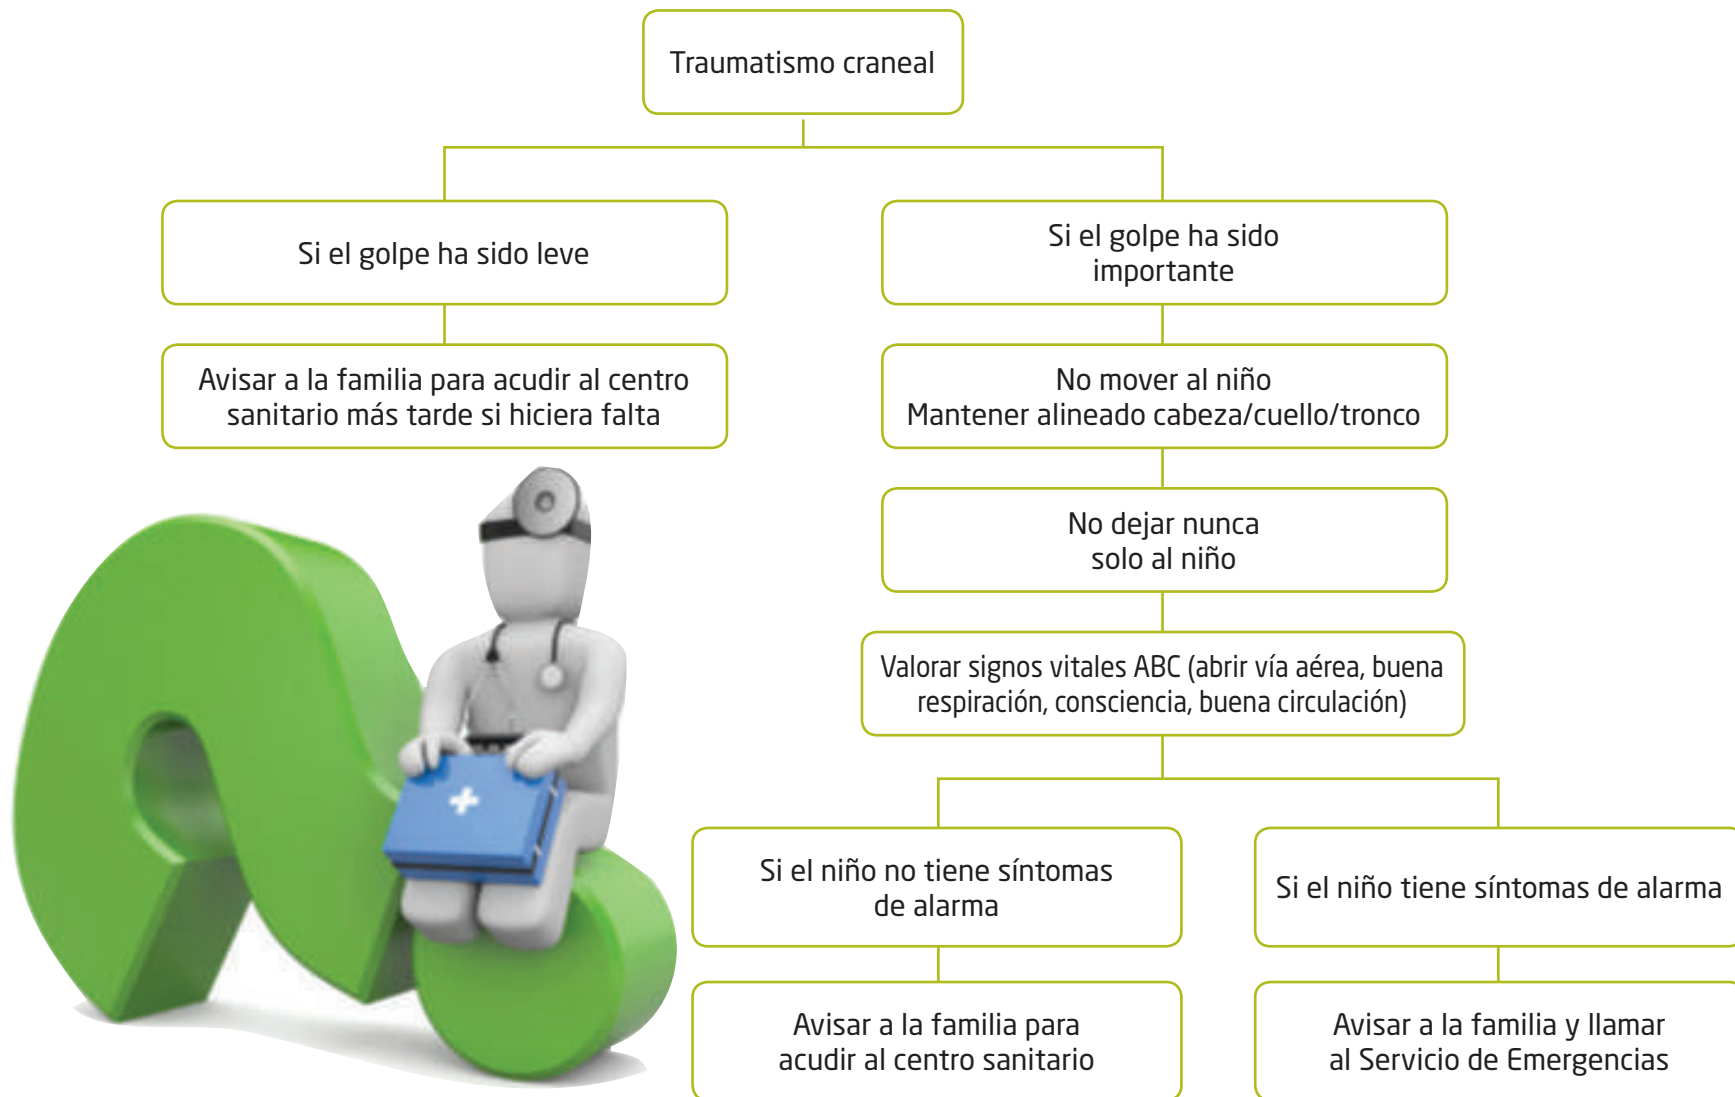 Traumatismo craneal
Si el golpe ha sido leve
Avisar a la familia para acudir al centro
sanitario más tarde si hiciera falta
Si el golpe ha sido
importante
No mover al niño
Mantener alineado cabeza/cuello/tronco
No dejar nunca
solo al niño
Valorar signos vitales ABC (abrir vía aérea, buena
respiración, consciencia, buena circulación)
Si el niño no tiene síntomas
de alarma
Avisar a la familia para
acudir al centro sanitario
Si el niño tiene síntomas de alarma
Avisar a la familia y llamar
al Servicio de Emergencias